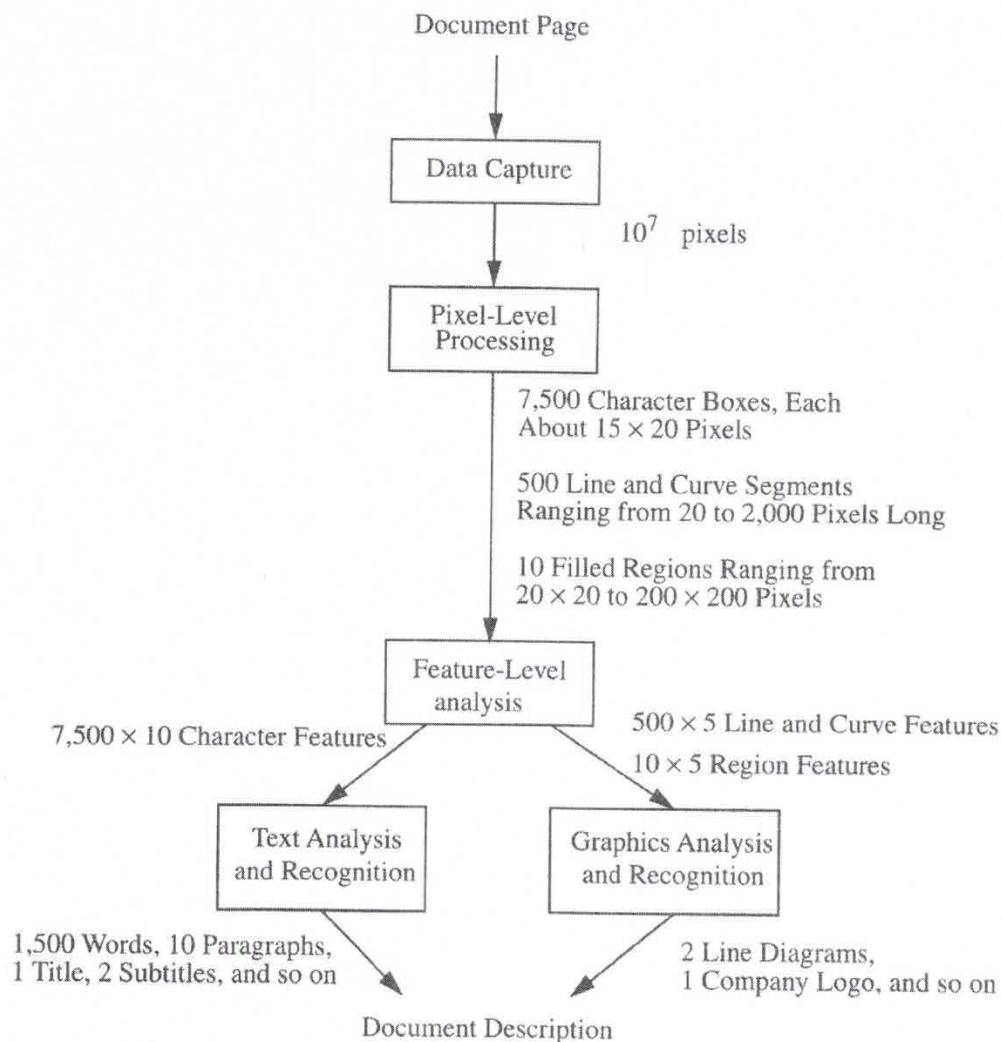 Document Page
Data Capture
10⁷ pixels
Pixel-Level
Processing
7,500 Character Boxes, Each
About 15 × 20 Pixels
500 Line and Curve Segments
Ranging from 20 to 2,000 Pixels Long
10 Filled Regions Ranging from
20 × 20 to 200 × 200 Pixels
Feature-Level
analysis
7,500 × 10 Character Features
500 × 5 Line and Curve Features
10 × 5 Region Features
Text Analysis
and Recognition
Graphics Analysis
and Recognition
1,500 Words, 10 Paragraphs,
1 Title, 2 Subtitles, and so on
2 Line Diagrams,
1 Company Logo, and so on
Document Description